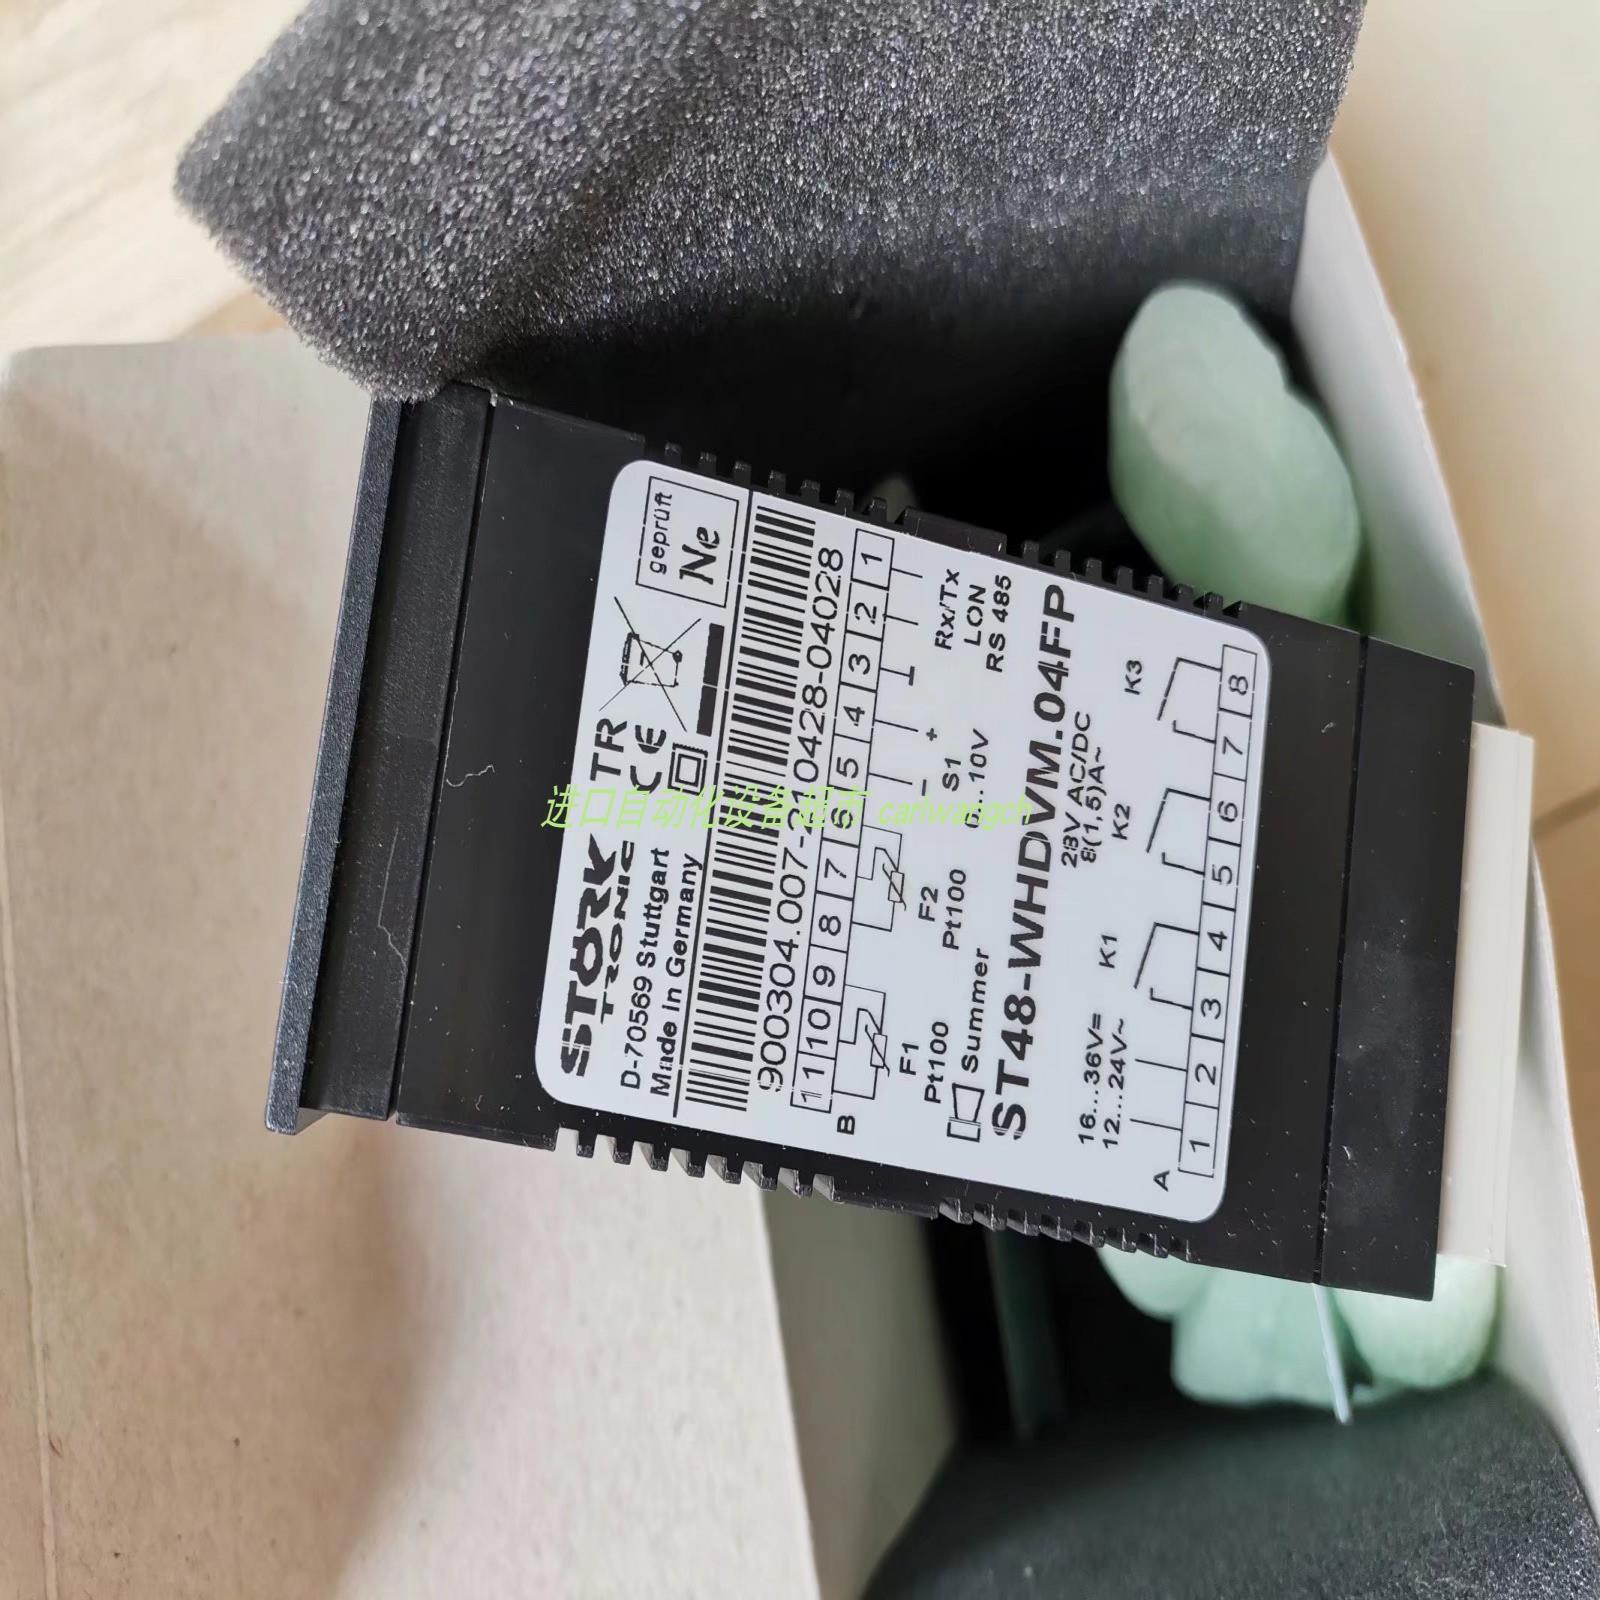 STÖRK
TRONIC
TR
CE
geprüft
Ne
D-70569 Stuttgart
Made in Germany
900304.007-210428-04028
11 10 9 8 7 6 5 4 3 2 1
B
F1
Pt100
F2
Pt100
- S1 +
0...10V
Rx/Tx
LON
RS 485
Summer
ST48-WHDVM.04FP
16...36V=
12...24V~
28V AC/DC
8(1,5)A~
K1
K2
K3
A
1 2 3 4 5 6 7 8
进口自动化设备超市 carlwangch